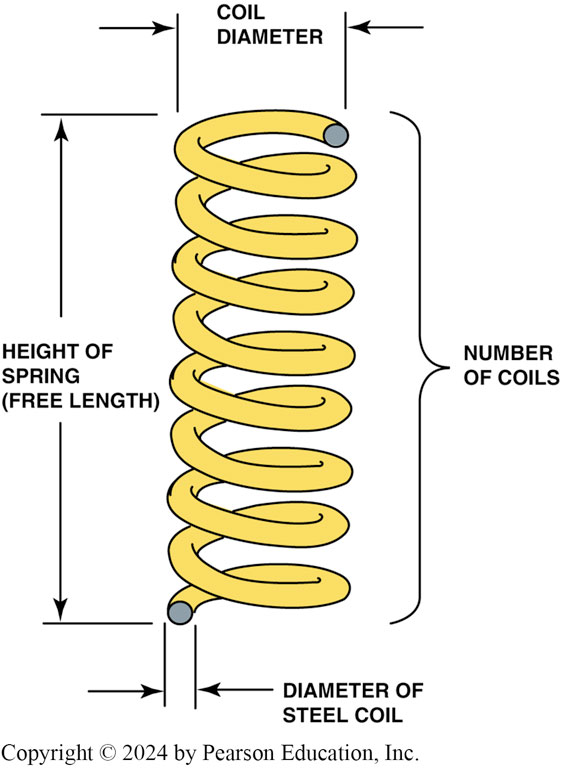 COIL
DIAMETER
HEIGHT OF
SPRING
(FREE LENGTH)
NUMBER
OF COILS
DIAMETER OF
STEEL COIL
Copyright © 2024 by Pearson Education, Inc.